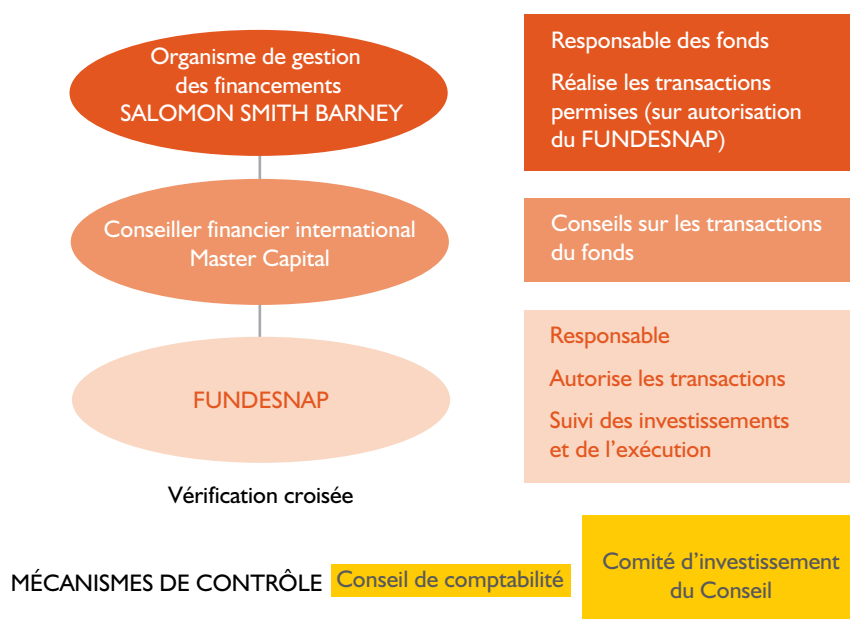 Organisme de gestion
des financements
SALOMON SMITH BARNEY
Responsable des fonds
Réalise les transactions
permises (sur autorisation
du FUNDESNAP)
Conseiller financier international
Master Capital
Conseils sur les transactions
du fonds
FUNDESNAP
Responsable
Autorise les transactions
Suivi des investissements
et de l’exécution
Vérification croisée
MÉCANISMES DE CONTRÔLE
Conseil de comptabilité
Comité d’investissement
du Conseil